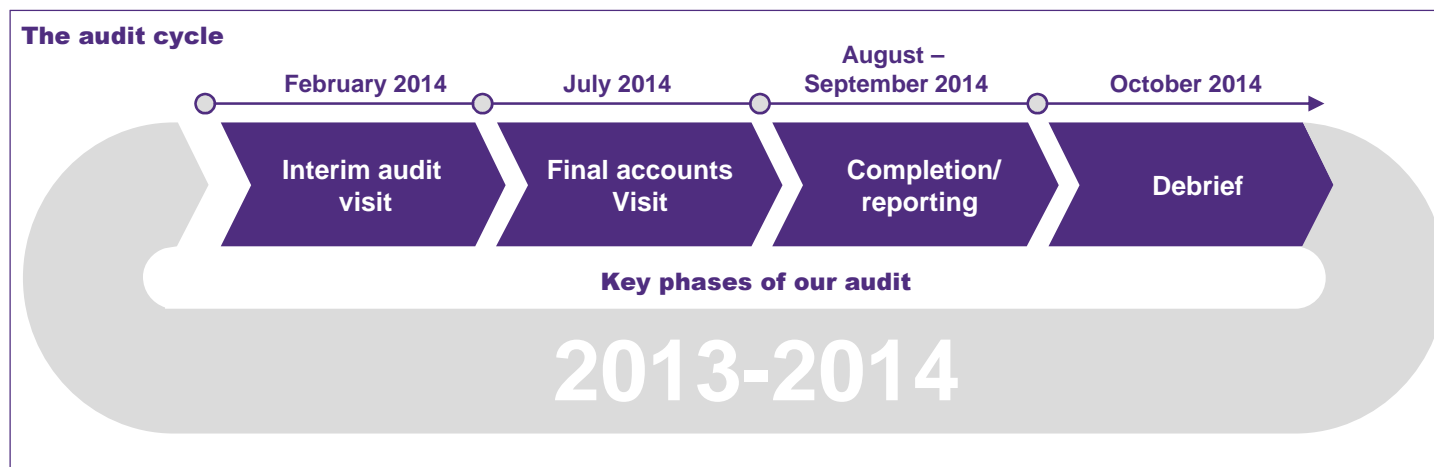 The audit cycle
February 2014
July 2014
August –
September 2014
October 2014
Interim audit
visit
Final accounts
Visit
Completion/
reporting
Debrief
Key phases of our audit
2013-2014